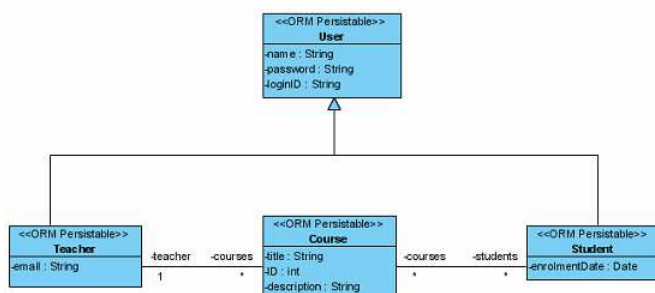 <<ORM Persistable>>
User
-name : String
-password : String
-loginID : String
<<ORM Persistable>>
Teacher
-email : String
-teacher
-courses
1
*
<<ORM Persistable>>
Course
-title : String
-ID : int
-description : String
-courses
-students
*
*
<<ORM Persistable>>
Student
-enrolmentDate : Date